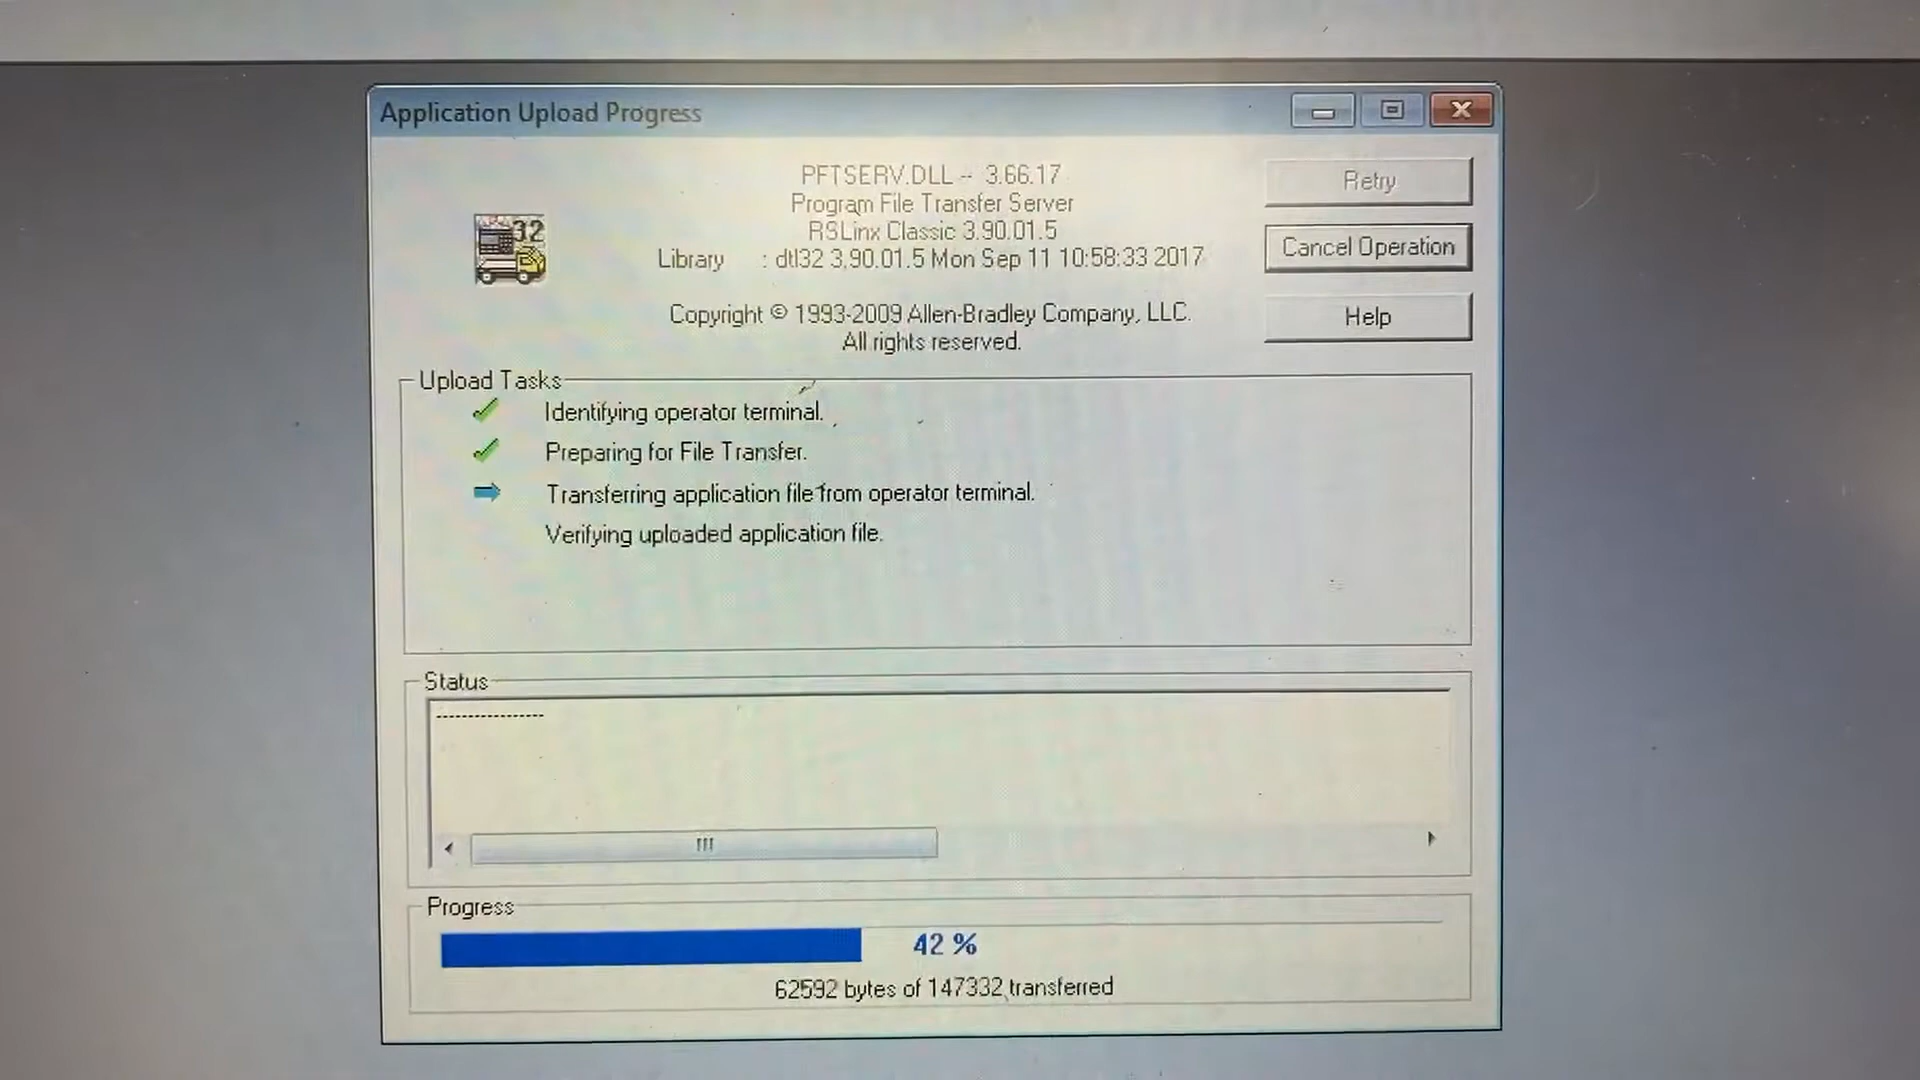 Application Upload Progress
PFTSERV.DLL -- 3.66.17
Program File Transfer Server
RSLinx Classic 3.90.01.5
Library : dtl32 3.90.01.5 Mon Sep 11 10:58:33 2017
Copyright © 1993-2009 Allen-Bradley Company, LLC.
All rights reserved.
Retry
Cancel Operation
Help
32
Upload Tasks
Identifying operator terminal.
Preparing for File Transfer.
Transferring application file from operator terminal.
Verifying uploaded application file.
Status
-----------------
Progress
42 %
62592 bytes of 147332 transferred